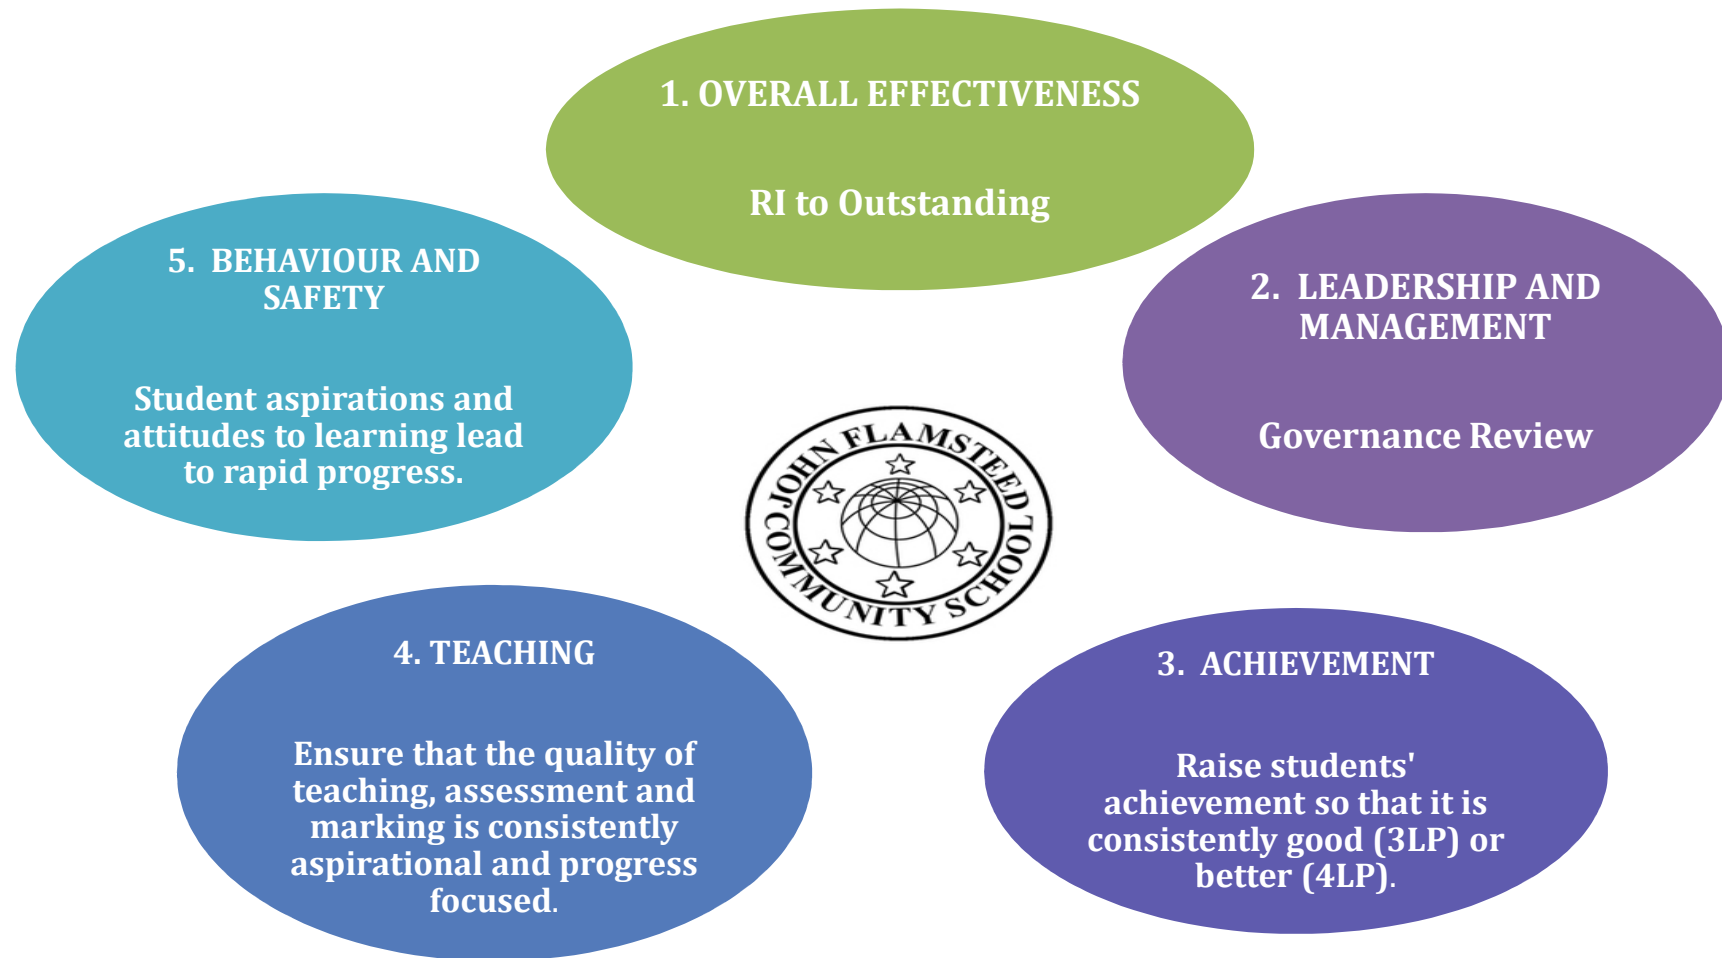 1. OVERALL EFFECTIVENESS
RI to Outstanding
2. LEADERSHIP AND
MANAGEMENT
Governance Review
3. ACHIEVEMENT
Raise students'
achievement so that it is
consistently good (3LP) or
better (4LP).
4. TEACHING
Ensure that the quality of
teaching, assessment and
marking is consistently
aspirational and progress
focused.
5. BEHAVIOUR AND
SAFETY
Student aspirations and
attitudes to learning lead
to rapid progress.
JOHN FLAMSTEED
COMMUNITY SCHOOL